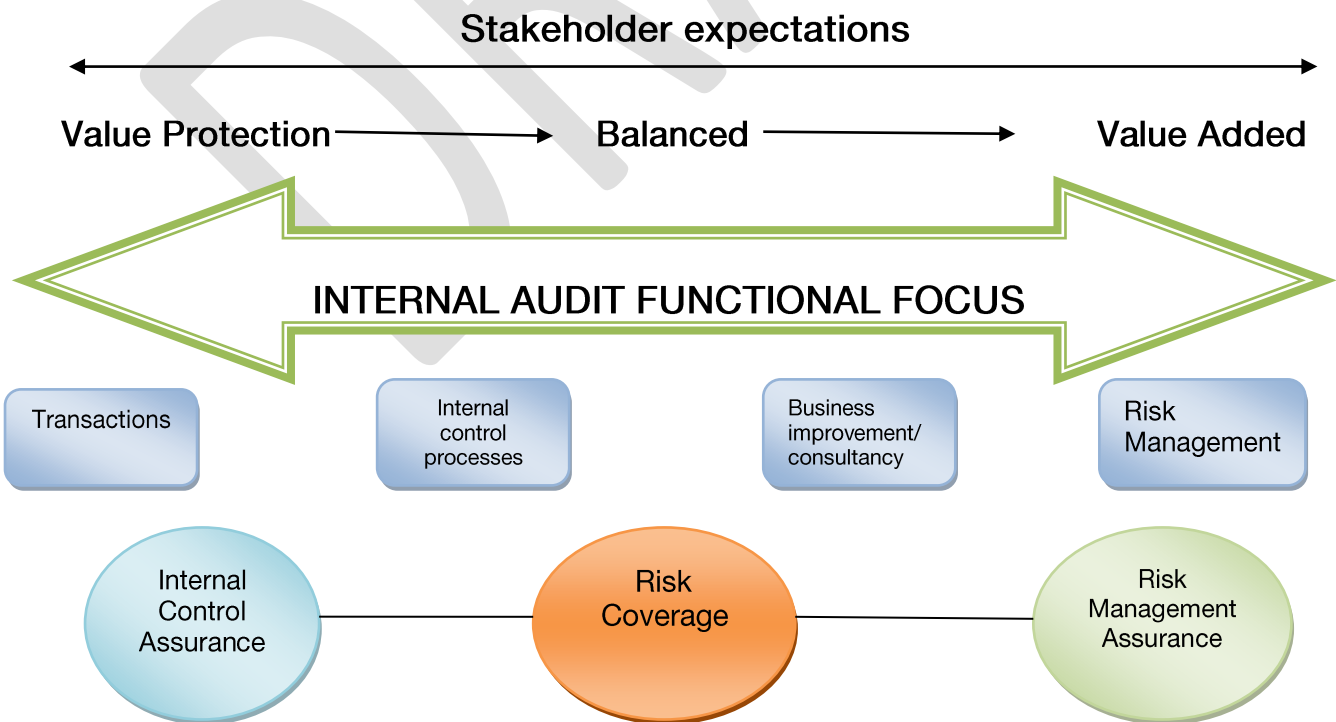 Stakeholder expectations
Value Protection
Balanced
Value Added
INTERNAL AUDIT FUNCTIONAL FOCUS
Transactions
Internal
control
processes
Business
improvement/
consultancy
Risk
Management
Internal
Control
Assurance
Risk
Coverage
Risk
Management
Assurance